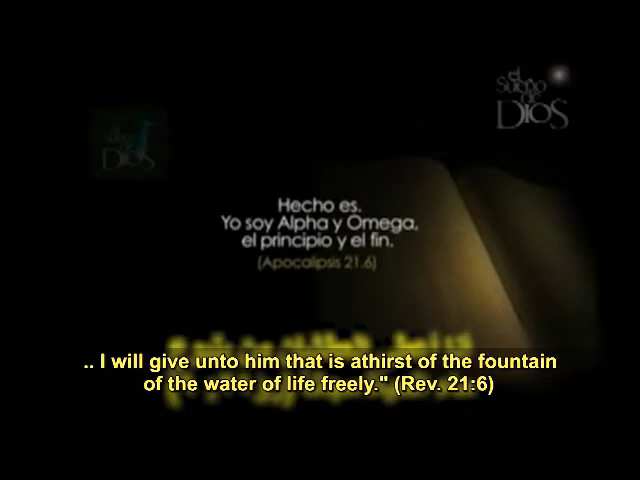 el
Sueño
de
DIOS
DIOS
Hecho es.
Yo soy Alpha y Omega,
el principio y el fin.
(Apocalipsis 21.6)
.. I will give unto him that is athirst of the fountain
of the water of life freely." (Rev. 21:6)